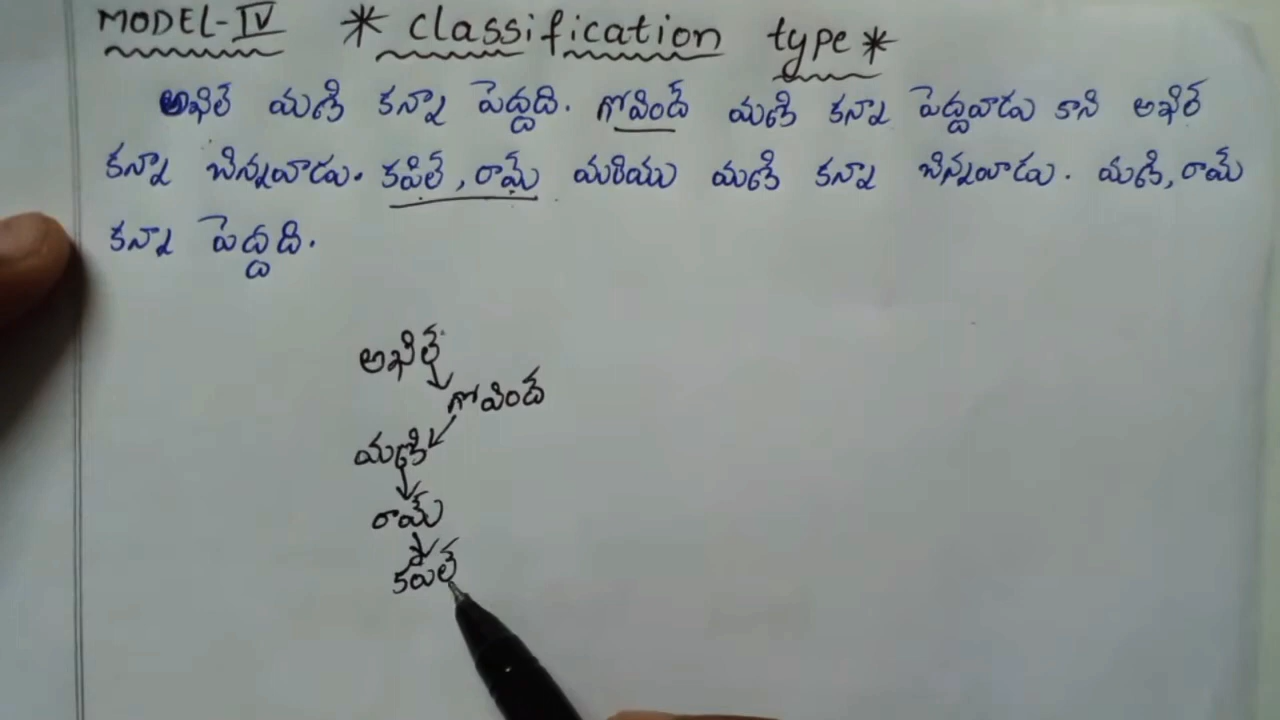 MODEL-IV * classification type *
అఖిల్ మణి కన్నా పెద్దది. గోవింద్ మణి కన్నా పెద్దవాడు కాని అఖిల్
కన్నా చిన్నవాడు. కపిల్, రామ్ మరియు మణి కన్నా చిన్నవాడు. మణి, రామ్
కన్నా పెద్దది.
అఖిల్
గోవింద్
మణి
రామ్
కపిల్